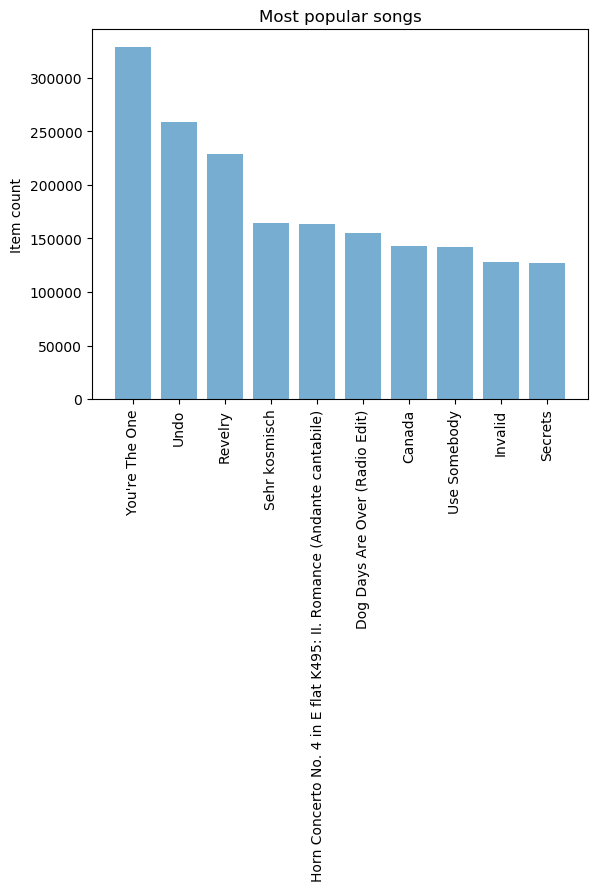 Most popular songs
Item count
300000
250000
200000
150000
100000
50000
0
You're The One
Undo
Revelry
Sehr kosmisch
Horn Concerto No. 4 in E flat K495: II. Romance (Andante cantabile)
Dog Days Are Over (Radio Edit)
Canada
Use Somebody
Invalid
Secrets